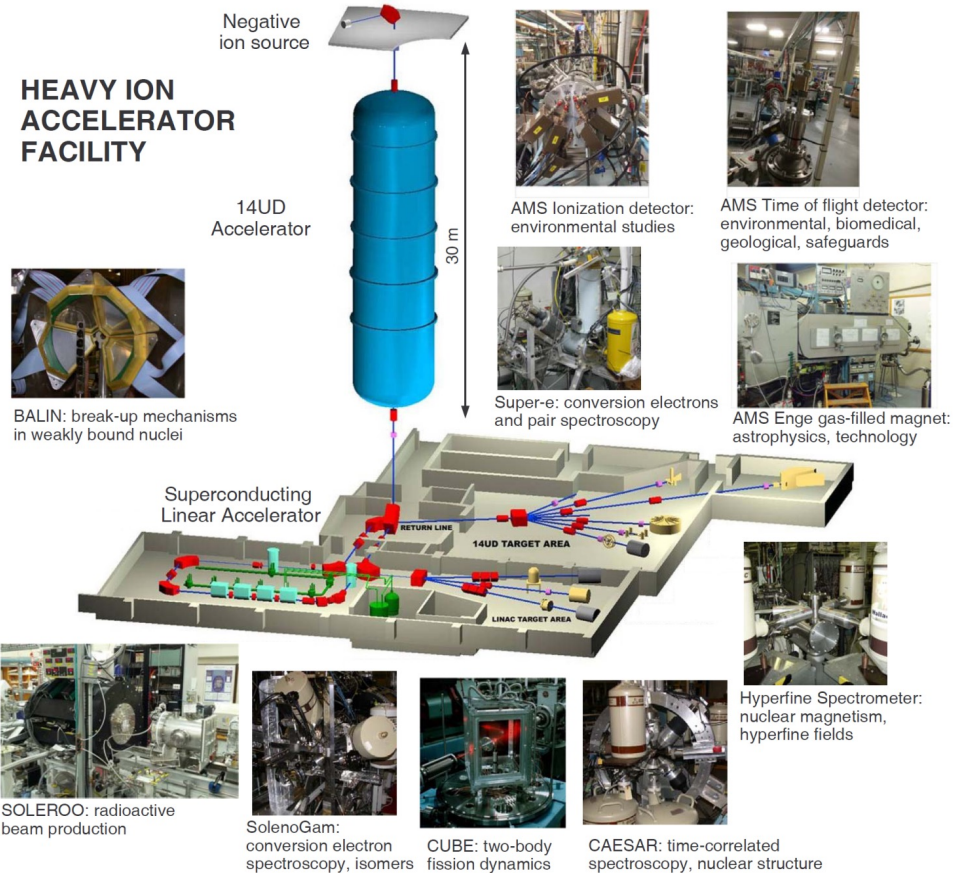 Negative
ion source
HEAVY ION
ACCELERATOR
FACILITY
14UD
Accelerator
30 m
AMS Ionization detector:
environmental studies
AMS Time of flight detector:
environmental, biomedical,
geological, safeguards
BALIN: break-up mechanisms
in weakly bound nuclei
Super-e: conversion electrons
and pair spectroscopy
AMS Enge gas-filled magnet:
astrophysics, technology
Superconducting
Linear Accelerator
RETURN LINE
14UD TARGET AREA
LINAC TARGET AREA
Hyperfine Spectrometer:
nuclear magnetism,
hyperfine fields
SOLEROO: radioactive
beam production
SolenoGam:
conversion electron
spectroscopy, isomers
CUBE: two-body
fission dynamics
CAESAR: time-correlated
spectroscopy, nuclear structure